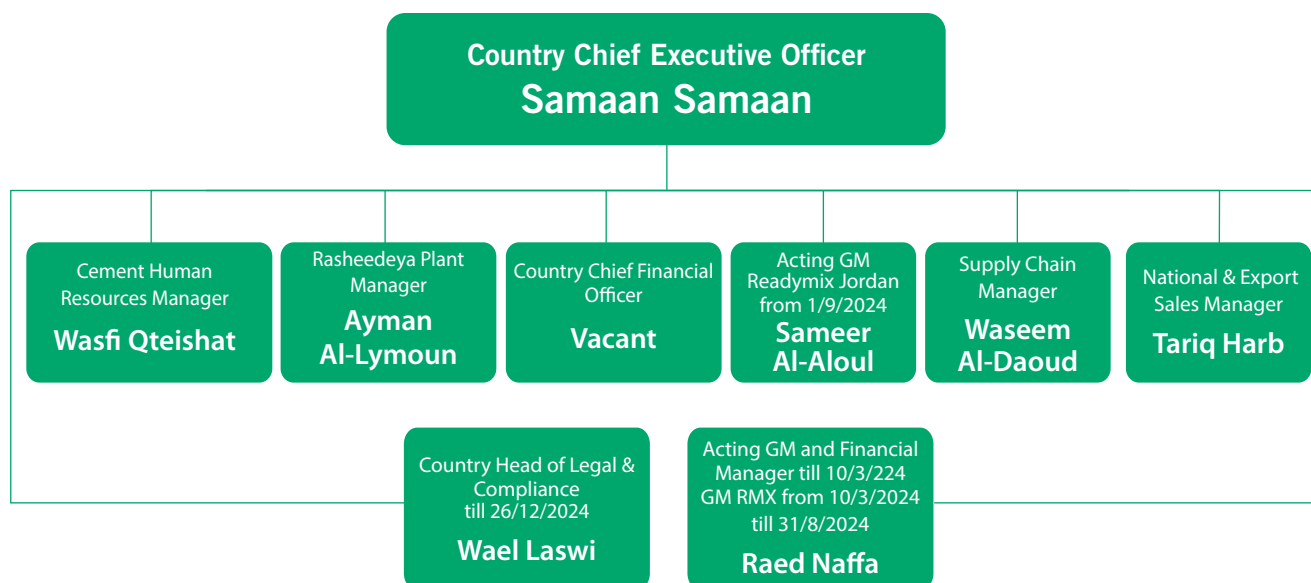 Country Chief Executive Officer
Samaan Samaan
Cement Human
Resources Manager
Wasfi Qteishat
Rasheedeya Plant
Manager
Ayman
Al-Lymoun
Country Chief Financial
Officer
Vacant
Acting GM
Readymix Jordan
from 1/9/2024
Sameer
Al-Aloul
Supply Chain
Manager
Waseem
Al-Daoud
National & Export
Sales Manager
Tariq Harb
Country Head of Legal &
Compliance
till 26/12/2024
Wael Laswi
Acting GM and Financial
Manager till 10/3/224
GM RMX from 10/3/2024
till 31/8/2024
Raed Naffa